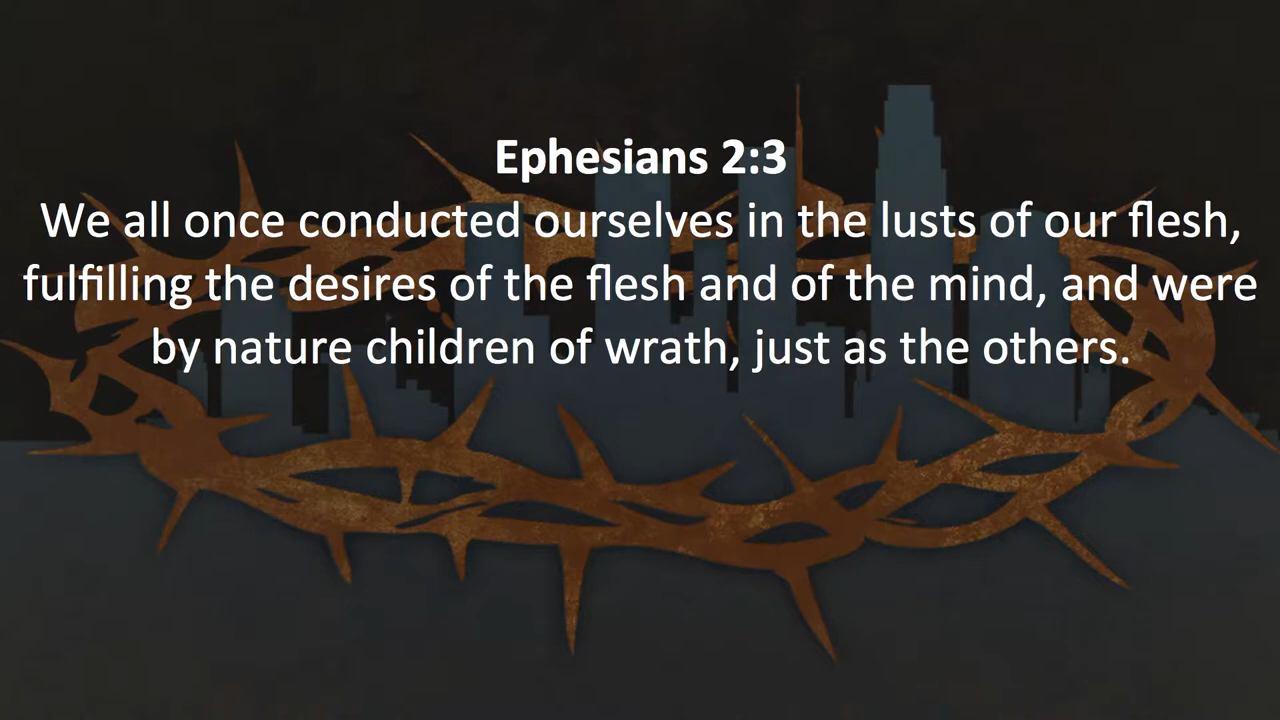 Ephesians 2:3
We all once conducted ourselves in the lusts of our flesh,
fulfilling the desires of the flesh and of the mind, and were
by nature children of wrath, just as the others.